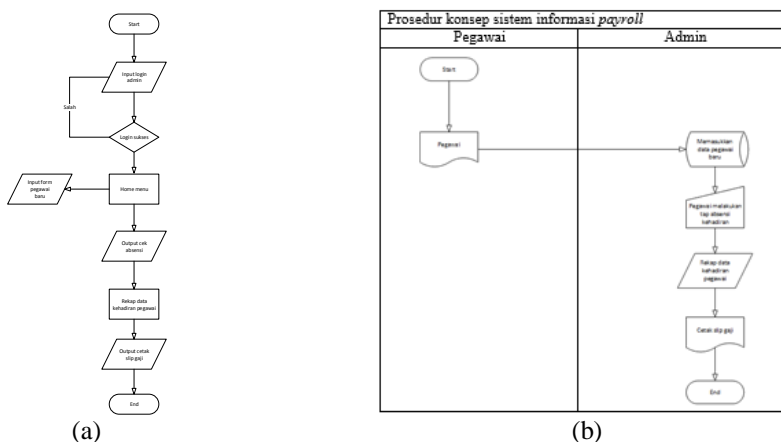 Start
Input login
admin
Salah
Login sukses
Input form
pegawai
baru
Home menu
Output cek
absensi
Rekap data
kehadiran pegawai
Output cetak
slip gaji
End
(a)
Prosedur konsep sistem informasi payroll
Pegawai
Admin
Start
Pegawai
Memasukkan
data pegawai
baru
Pegawai melakukan
tap absensi
kehadiran
Rekap data
kehadiran
pegawai
Cetak slip gaji
End
(b)